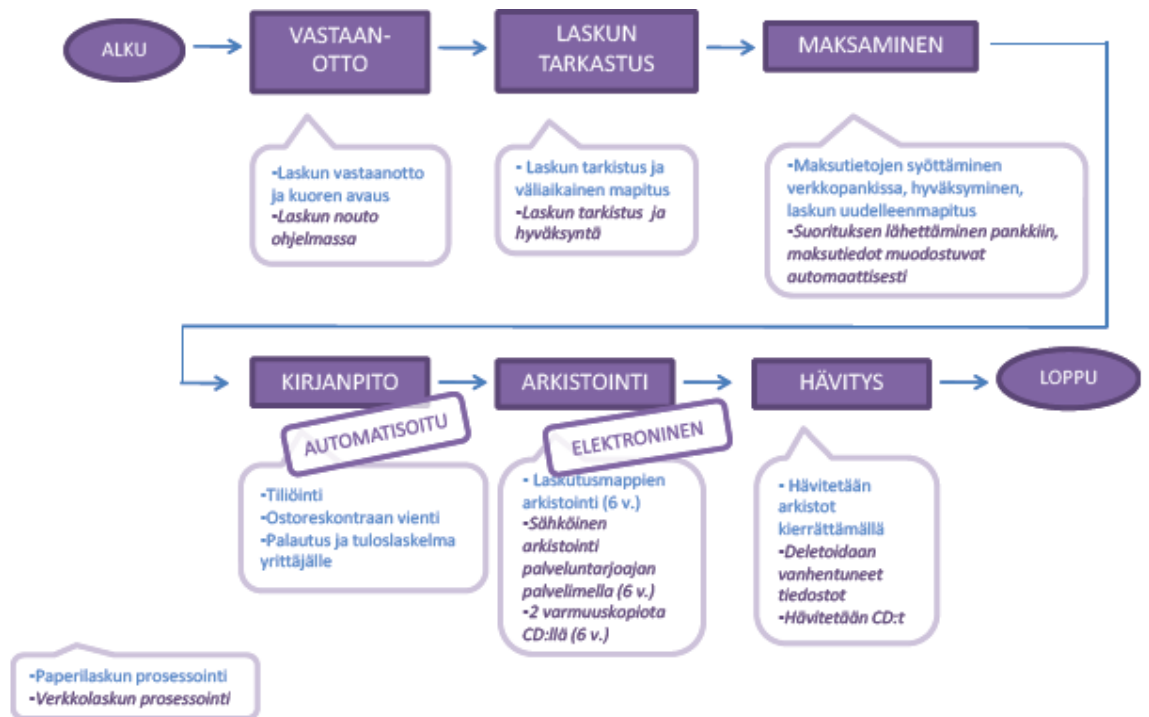 ALKU
VASTAAN-
OTTO
LASKUN
TARKASTUS
MAKSAMINEN
▪Laskun vastaanotto
ja kuoren avaus
▪Laskun nouto
ohjelmassa
▪ Laskun tarkistus ja
väliaikainen mapitus
▪Laskun tarkistus ja
hyväksyntä
▪Maksutietojen syöttäminen
verkkopankissa, hyväksyminen,
laskun uudelleenmapitus
▪Suorituksen lähettäminen pankkiin,
maksutiedot muodostuvat
automaattisesti
KIRJANPITO
ARKISTOINTI
HÄVITYS
LOPPU
AUTOMATISOITU
ELEKTRONINEN
▪Tiliöinti
▪Ostoreskontraan vienti
▪Palautus ja tuloslaskelma
yrittäjälle
▪ Laskutusmappien
arkistointi (6 v.)
▪Sähköinen
arkistointi
palveluntarjoajan
palvelimella (6 v.)
▪2 varmuuskopiota
CD:llä (6 v.)
▪ Hävitetään
arkistot
kierrättämällä
▪Deletoidaan
vanhentuneet
tiedostot
▪Hävitetään CD:t
▪Paperilaskun prosessointi
▪Verkkolaskun prosessointi